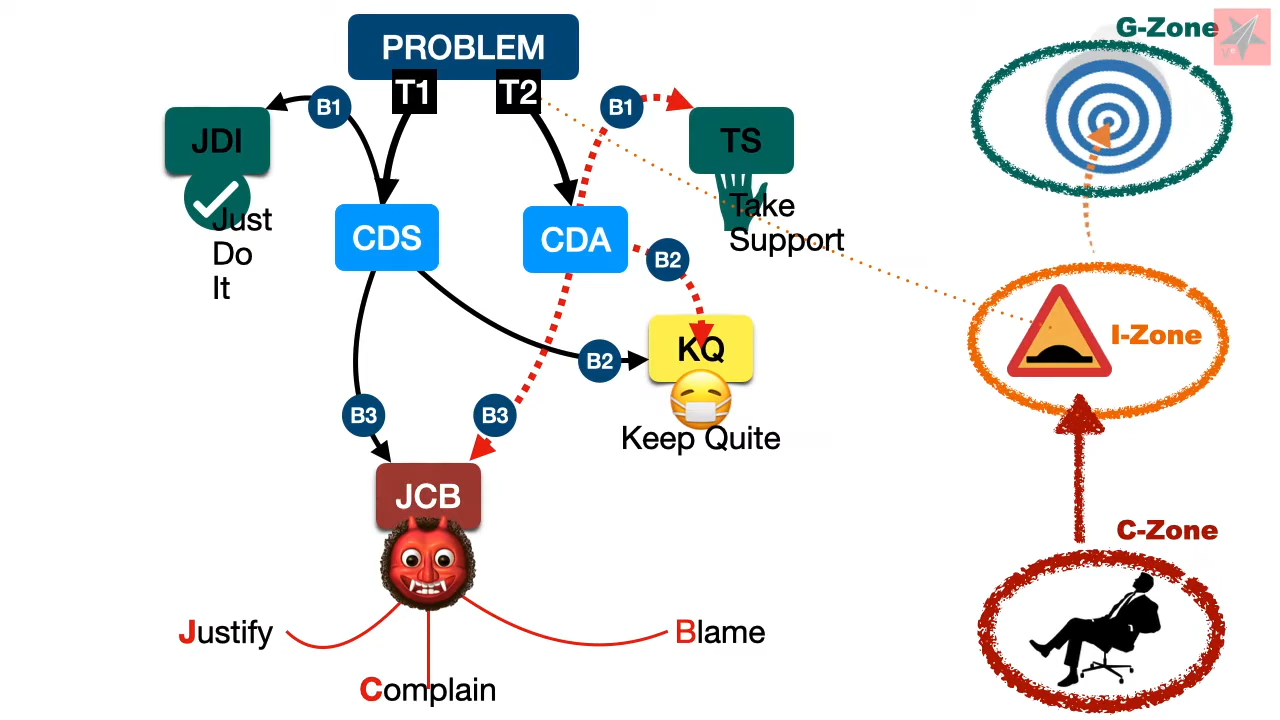 G-Zone
PROBLEM
T1
T2
B1
B1
JDI
TS
Just
Do
It
Take
Support
CDS
CDA
B2
I-Zone
KQ
B2
B3
B3
Keep Quite
JCB
C-Zone
Justify
Blame
Complain